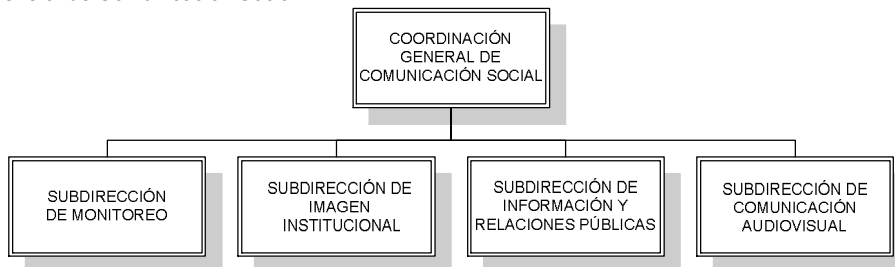 COORDINACIÓN
GENERAL DE
COMUNICACIÓN SOCIAL
SUBDIRECCIÓN
DE MONITOREO
SUBDIRECCIÓN DE
IMAGEN
INSTITUCIONAL
SUBDIRECCIÓN DE
INFORMACIÓN Y
RELACIONES PÚBLICAS
SUBDIRECCIÓN DE
COMUNICACIÓN
AUDIOVISUAL